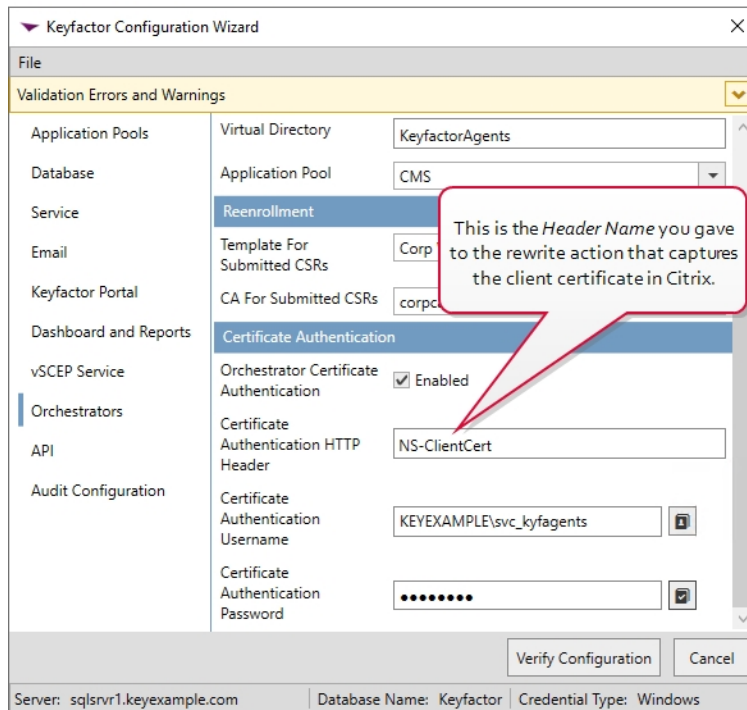 Keyfactor Configuration Wizard
File
Validation Errors and Warnings
Application Pools
Database
Service
Email
Keyfactor Portal
Dashboard and Reports
vSCEP Service
Orchestrators
API
Audit Configuration
Virtual Directory
KeyfactorAgents
Application Pool
CMS
Reenrollment
Template For
Submitted CSRs
Corp
CA For Submitted CSRs
This is the Header Name you gave
to the rewrite action that captures
the client certificate in Citrix.
Certificate Authentication
Orchestrator Certificate
Authentication
Enabled
Certificate
Authentication HTTP
Header
NS-ClientCert
Certificate
Authentication
Username
KEYEXAMPLE\svc_kyfagents
Certificate
Authentication
Password
••••••••
Verify Configuration
Cancel
Server: sqlsrvr1.keyexample.com
Database Name: Keyfactor
Credential Type: Windows